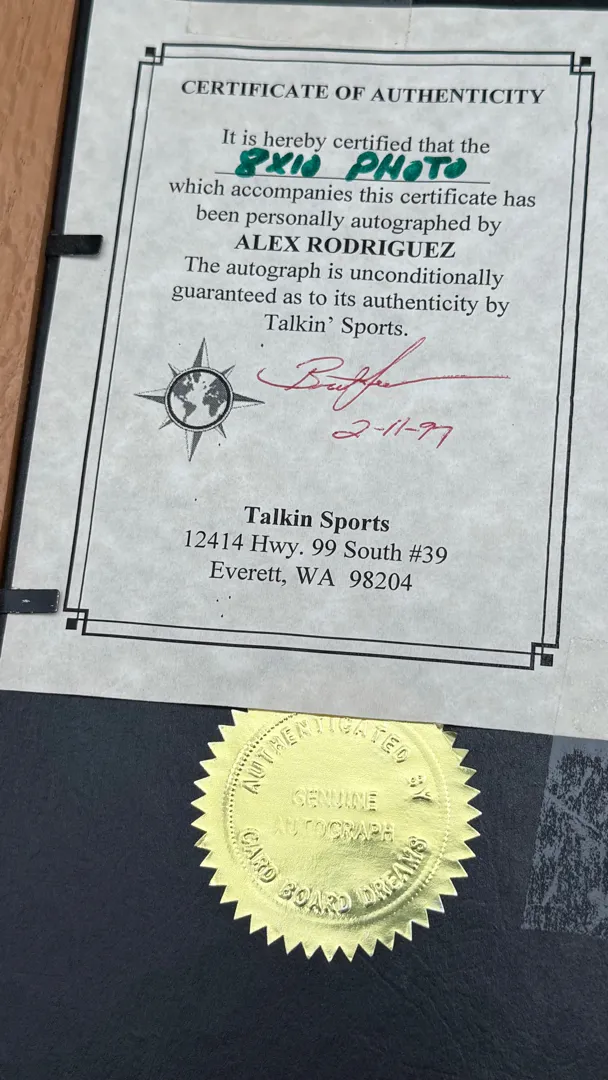 CERTIFICATE OF AUTHENTICITY
It is hereby certified that the
8X10 PHOTO
which accompanies this certificate has
been personally autographed by
ALEX RODRIGUEZ
The autograph is unconditionally
guaranteed as to its authenticity by
Talkin' Sports.
2-11-97
Talkin Sports
12414 Hwy. 99 South #39
Everett, WA 98204
AUTHENTICATED BY
GENUINE
AUTOGRAPH
CARD BOARD DREAMS